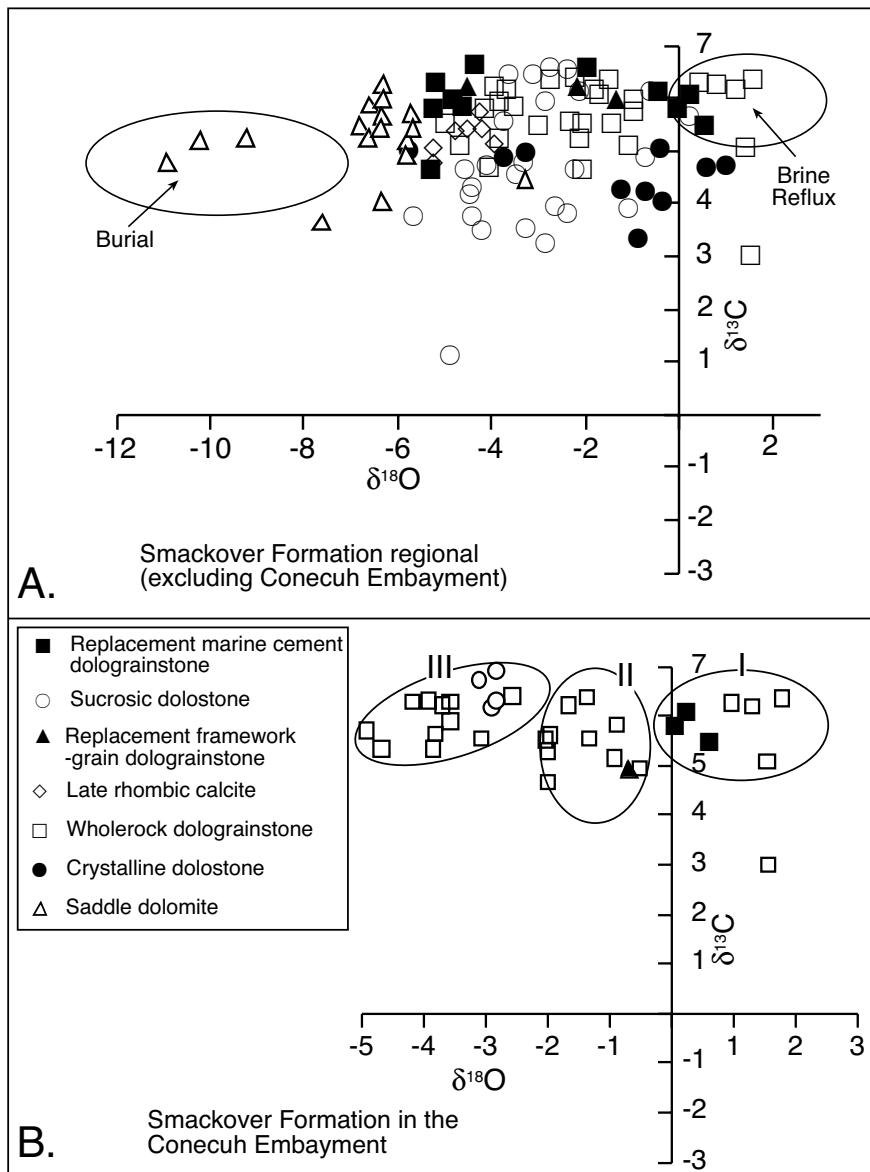 7
6
5
4
3
2
1
-1
-2
-3
δ13C
-12
-10
-8
-6
-4
-2
2
δ18O
Burial
Brine
Reflux
A.
Smackover Formation regional
(excluding Conecuh Embayment)
Replacement marine cement
dolograinstone
Sucrosic dolostone
Replacement framework
-grain dolograinstone
Late rhombic calcite
Wholerock dolograinstone
Crystalline dolostone
Saddle dolomite
III
II
I
7
5
4
3
2
1
-1
-2
-3
δ13C
-5
-4
-3
-2
-1
1
2
3
δ18O
B.
Smackover Formation in the
Conecuh Embayment